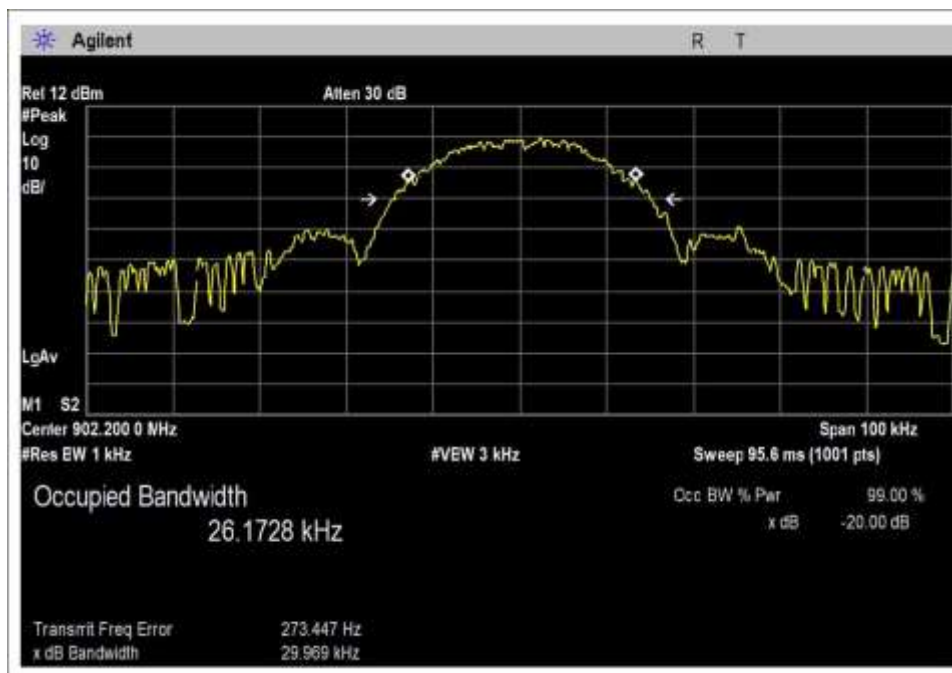 Agilent R T
Ref 12 dBm Atten 30 dB
#Peak
Log
10
dB/
LgAv
M1 S2
Center 902.200 0 MHz Span 100 kHz
#Res BW 1 kHz #VBW 3 kHz Sweep 95.6 ms (1001 pts)
Occupied Bandwidth Occ BW % Pwr 99.00 %
26.1728 kHz x dB -20.00 dB
Transmit Freq Error 273.447 Hz
x dB Bandwidth 29.969 kHz